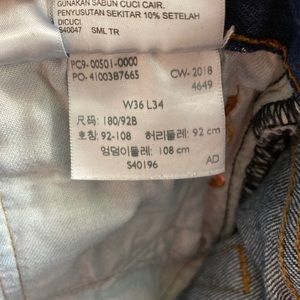 GUNAKAN SABUN CUCI CAIR.
PENYUSUTAN SEKITAR 10% SETELAH
DICUCI.
S40047 SML TR
PC9-00501-0000
PO-4100387665
CW-2018
4649
W36 L34
尺码: 180/92B
호칭: 92-108 허리둘레: 92 cm
엉덩이둘레: 108 cm
S40196 AD